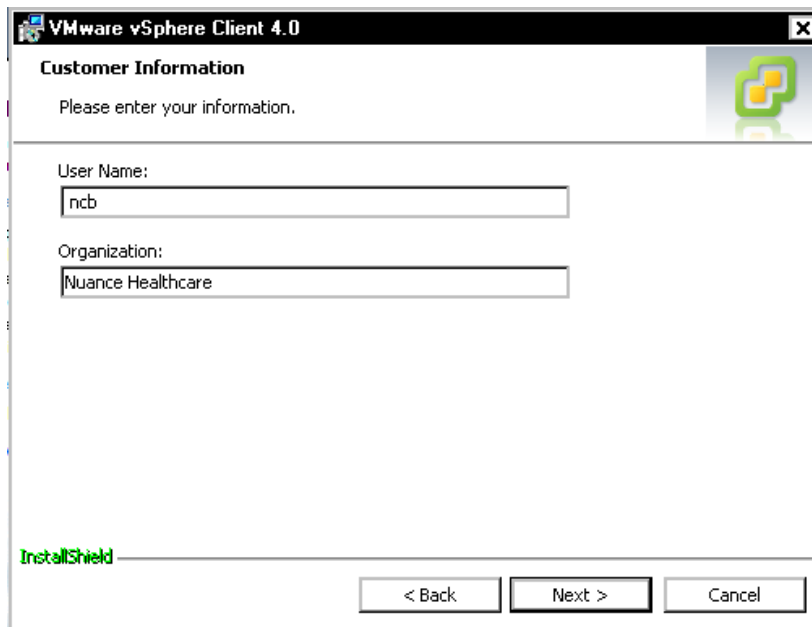 VMware vSphere Client 4.0
Customer Information
Please enter your information.
User Name:
ncb
Organization:
Nuance Healthcare
InstallShield
< Back
Next >
Cancel